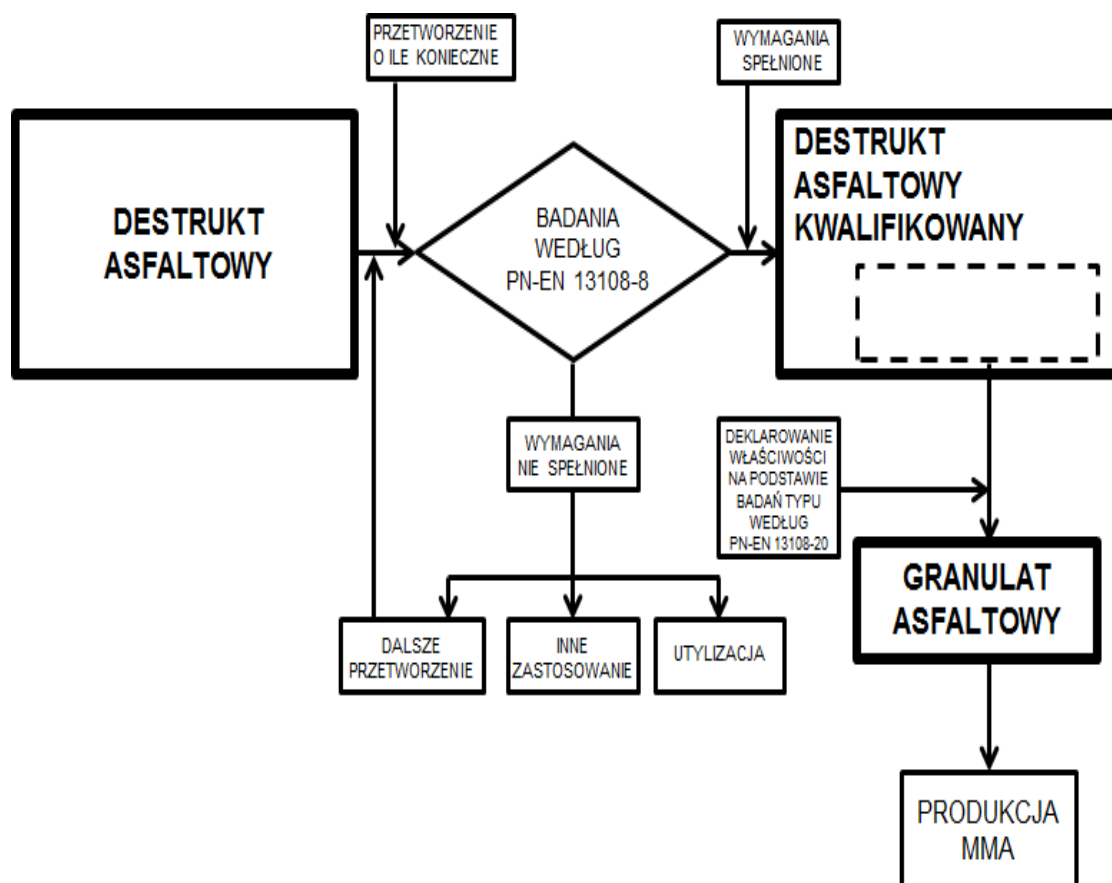 PRZETWORZENIE
O ILE KONIECZNE
WYMAGANIA
SPEŁNIONE
DESTRUKT
ASFALTOWY
BADANIA
WEDŁUG
PN-EN 13108-8
DESTRUKT
ASFALTOWY
KWALIFIKOWANY
WYMAGANIA
NIE SPEŁNIONE
DEKLAROWANIE
WŁAŚCIWOŚCI
NA PODSTAWIE
BADAŃ TYPU
WEDŁUG
PN-EN 13108-20
GRANULAT
ASFALTOWY
DALSZE
PRZETWORZENIE
INNE
ZASTOSOWANIE
UTYLIZACJA
PRODUKCJA
MMA